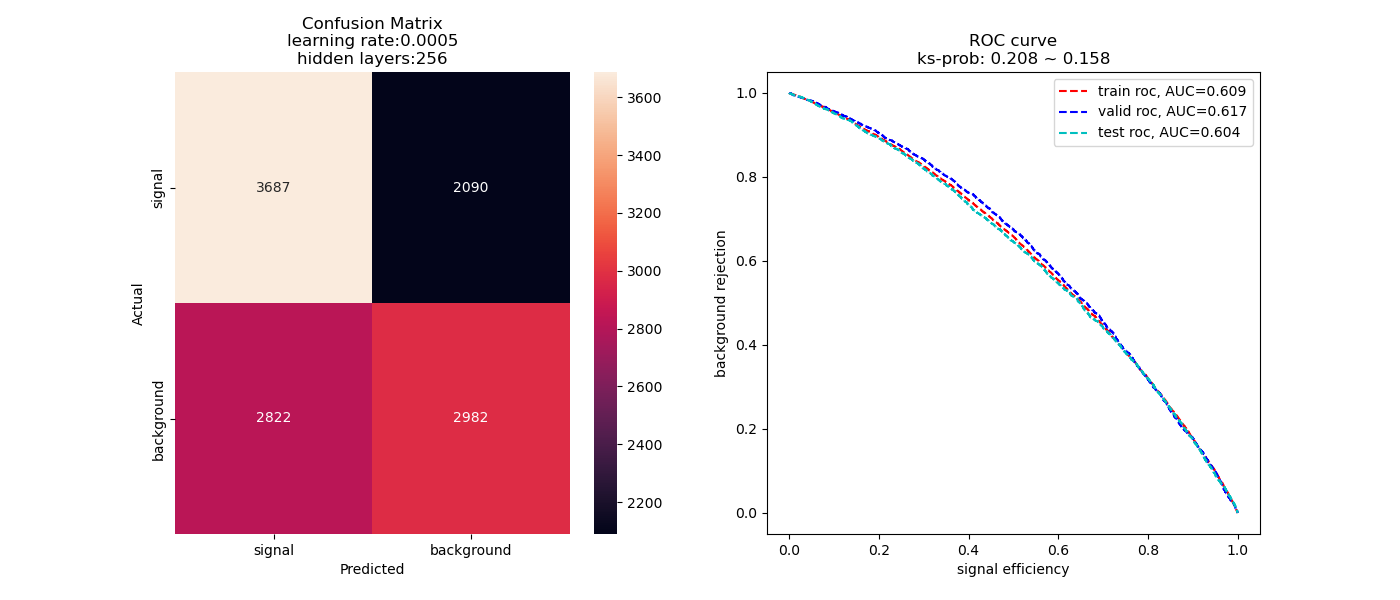 Confusion Matrix
learning rate:0.0005
hidden layers:256
signal
background
Actual
3687
2090
2822
2982
signal
background
Predicted
3600
3400
3200
3000
2800
2600
2400
2200
ROC curve
ks-prob: 0.208 ~ 0.158
train roc, AUC=0.609
valid roc, AUC=0.617
test roc, AUC=0.604
background rejection
1.0
0.8
0.6
0.4
0.2
0.0
0.0
0.2
0.4
0.6
0.8
1.0
signal efficiency